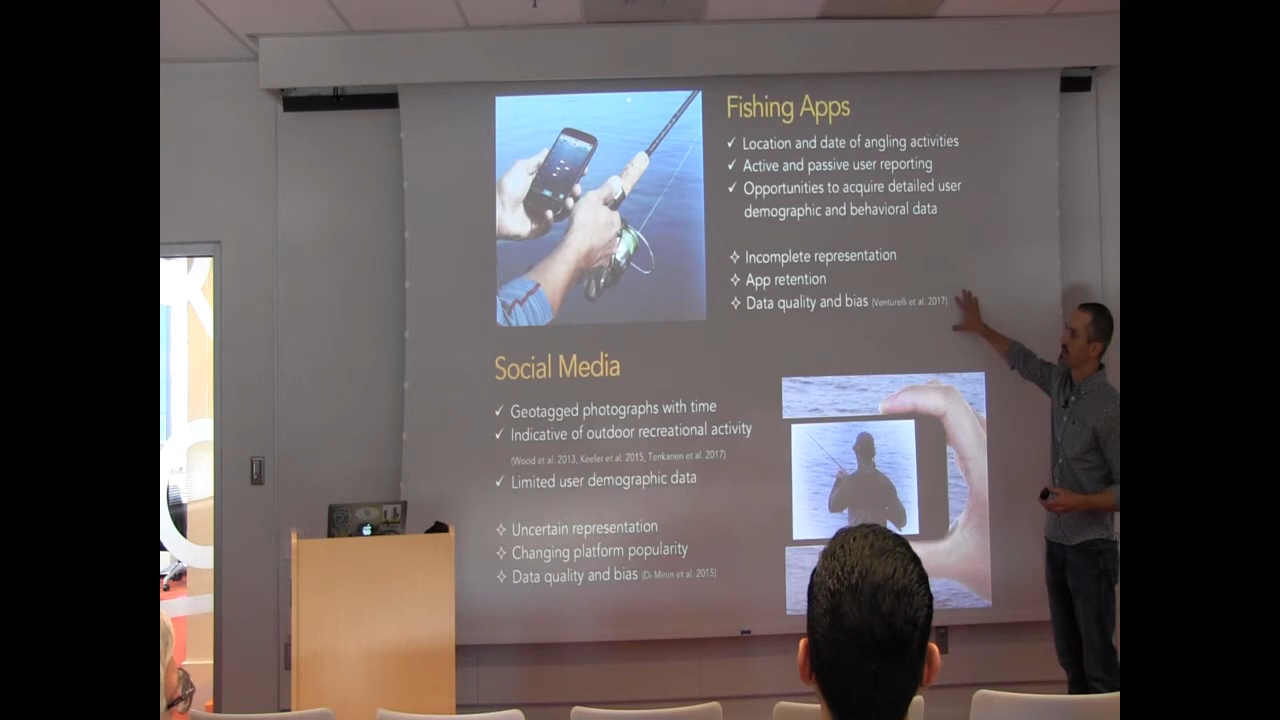 Fishing Apps
✓ Location and date of angling activities
✓ Active and passive user reporting
✓ Opportunities to acquire detailed user
demographic and behavioral data
✧ Incomplete representation
✧ App retention
✧ Data quality and bias (Venturelli et al. 2017)
Social Media
✓ Geotagged photographs with time
✓ Indicative of outdoor recreational activity
(Wood et al. 2013, Keeler et al. 2015, Tenkanen et al. 2017)
✓ Limited user demographic data
✧ Uncertain representation
✧ Changing platform popularity
✧ Data quality and bias (Di Minin et al. 2015)